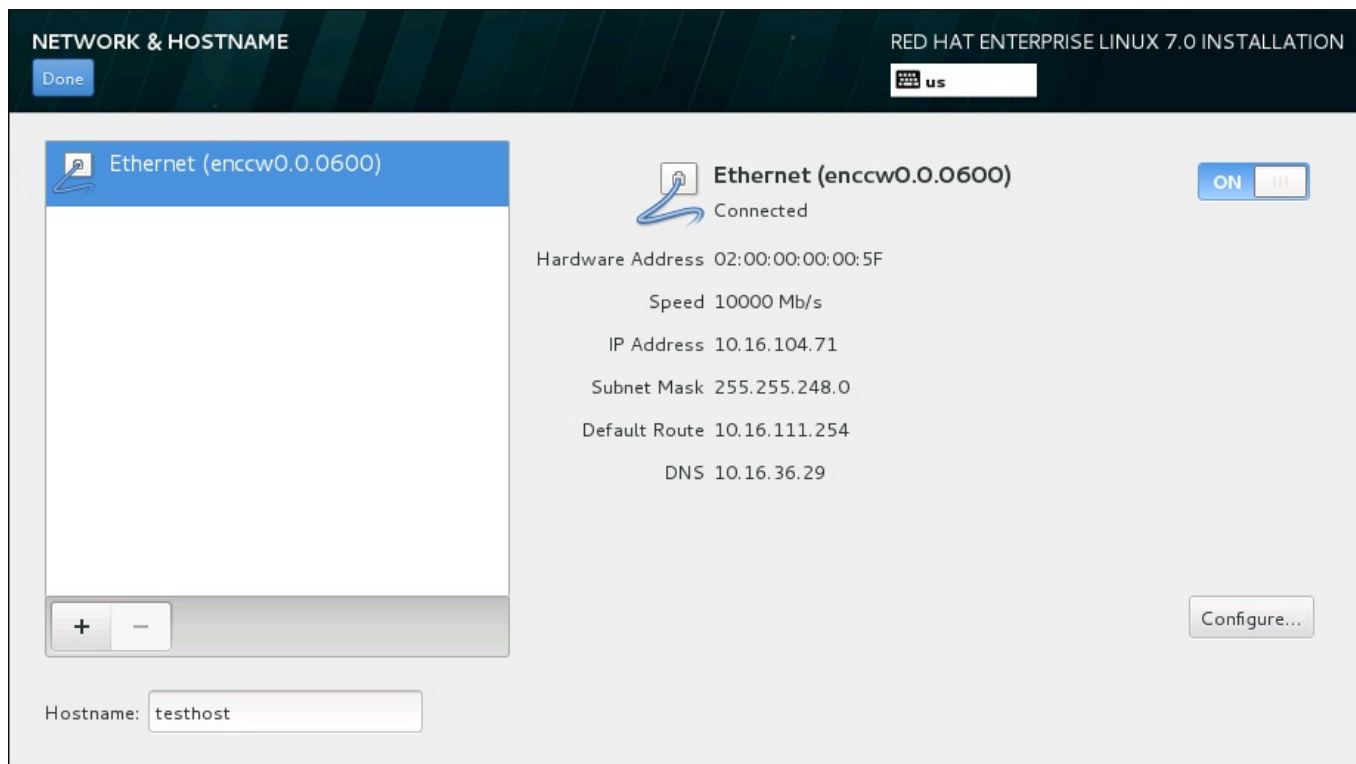 NETWORK & HOSTNAME
RED HAT ENTERPRISE LINUX 7.0 INSTALLATION
Done
us
Ethernet (enccw0.0.0600)
Ethernet (enccw0.0.0600)
Connected
ON
Hardware Address 02:00:00:00:00:5F
Speed 10000 Mb/s
IP Address 10.16.104.71
Subnet Mask 255.255.248.0
Default Route 10.16.111.254
DNS 10.16.36.29
+ −
Configure...
Hostname: testhost